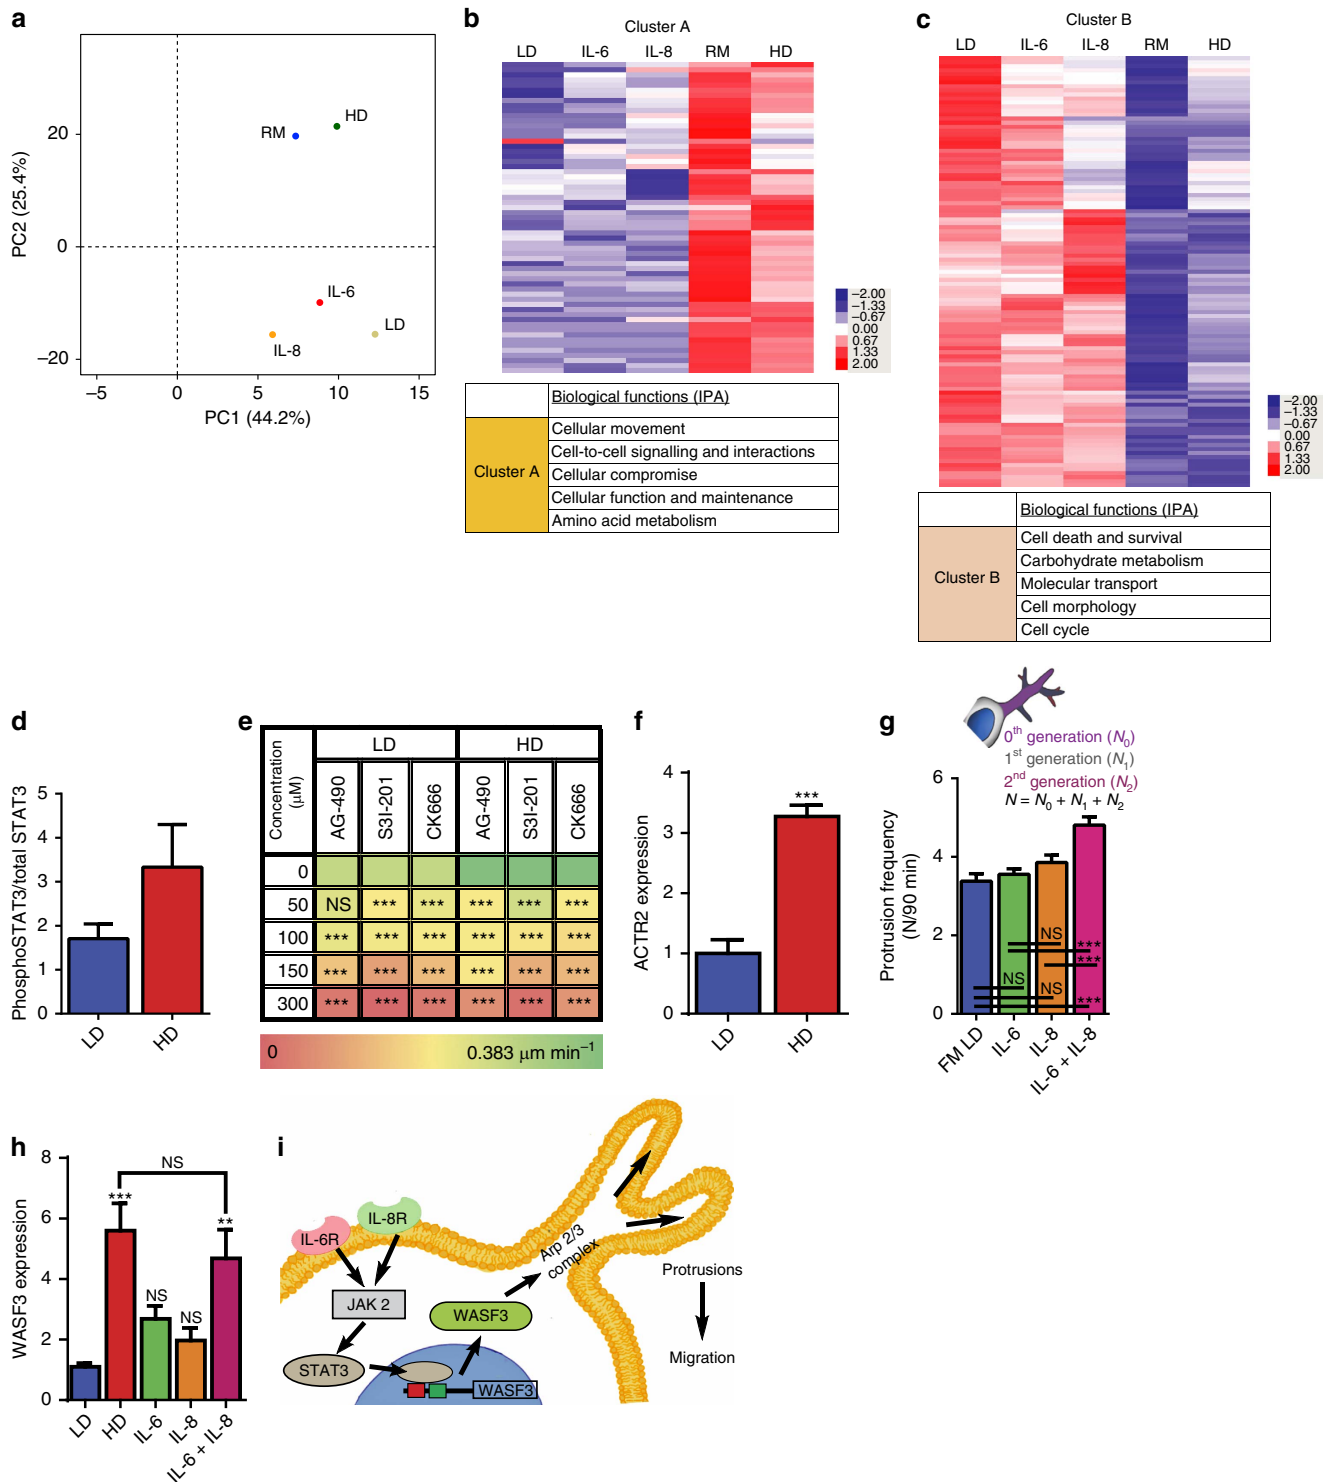 a
PC2 (25.4%)
20
0
−20
RM
HD
IL-6
IL-8
LD
−5
0
5
10
15
PC1 (44.2%)
b
Cluster A
LD IL-6 IL-8 RM HD
−2.00
−1.33
−0.67
0.00
0.67
1.33
2.00
Biological functions (IPA)
Cluster A
Cellular movement
Cell-to-cell signalling and interactions
Cellular compromise
Cellular function and maintenance
Amino acid metabolism
c
Cluster B
LD IL-6 IL-8 RM HD
−2.00
−1.33
−0.67
0.00
0.67
1.33
2.00
Biological functions (IPA)
Cluster B
Cell death and survival
Carbohydrate metabolism
Molecular transport
Cell morphology
Cell cycle
d
PhosphoSTAT3/total STAT3
5
4
3
2
1
0
LD
HD
e
Concentration
(µM)
LD HD
AG-490 S3I-201 CK666 AG-490 S3I-201 CK666
0
50 NS *** *** *** *** ***
100 *** *** *** *** *** ***
150 *** *** *** *** *** ***
300 *** *** *** *** *** ***
0 0.383 µm min−1
f
ACTR2 expression
4
3
2
1
0
***
LD
HD
g
0th generation (N0)
1st generation (N1)
2nd generation (N2)
N = N0 + N1 + N2
Protrusion frequency
(N/90 min)
6
4
2
0
NS
***
***
NS
NS
***
FM LD
IL-6
IL-8
IL-6 + IL-8
h
WASF3 expression
8
6
4
2
0
NS
***
NS
NS
**
LD
HD
IL-6
IL-8
IL-6 + IL-8
i
IL-6R
IL-8R
JAK 2
STAT3
WASF3
WASF3
Arp 2/3
complex
Protrusions
Migration